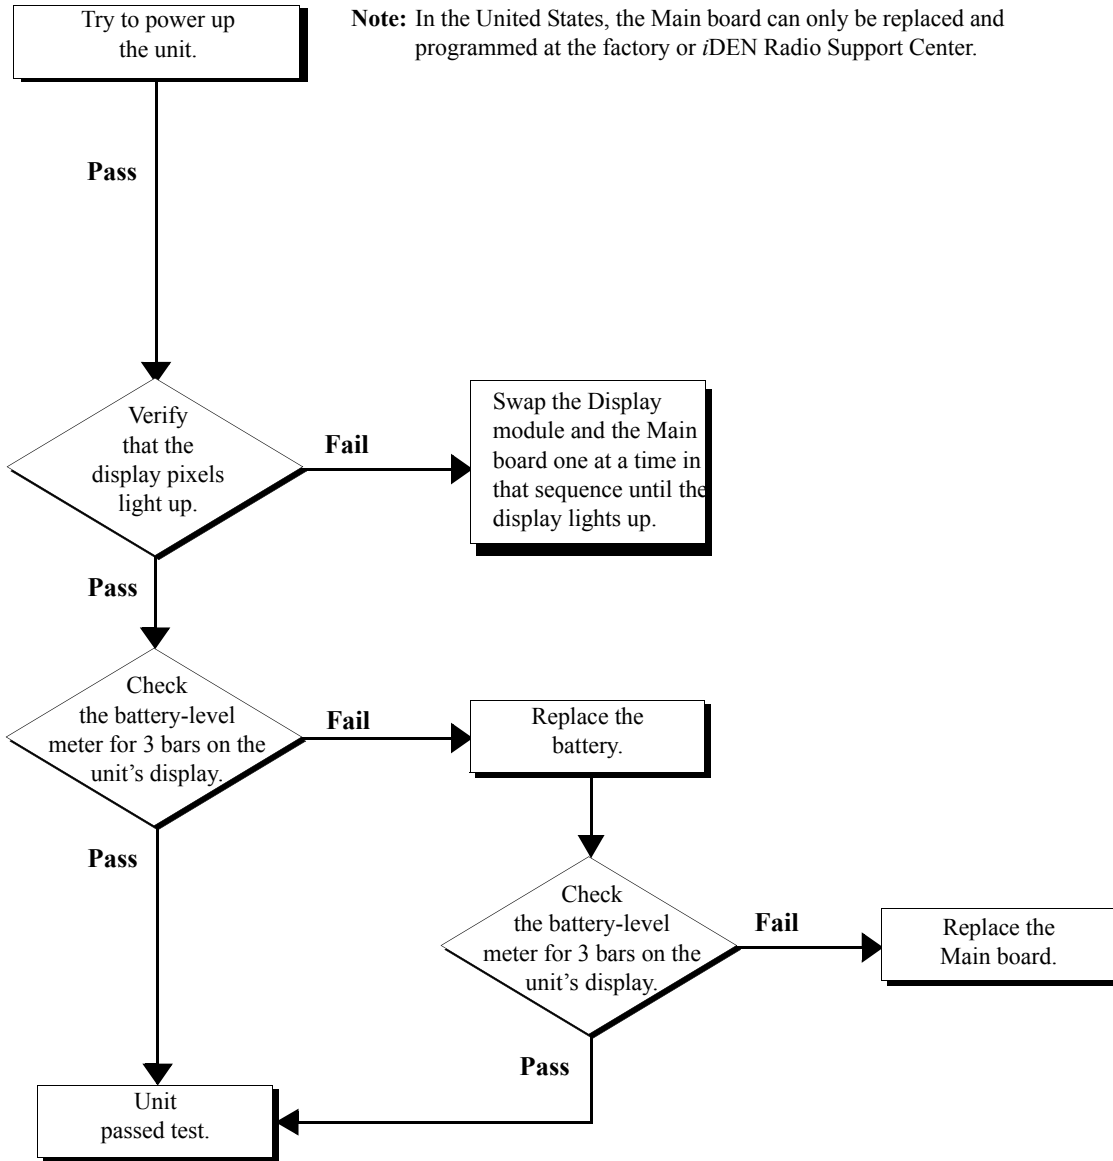 Try to power up
the unit.
Note: In the United States, the Main board can only be replaced and
programmed at the factory or iDEN Radio Support Center.
Pass
Verify
that the
display pixels
light up.
Fail
Swap the Display
module and the Main
board one at a time in
that sequence until the
display lights up.
Pass
Check
the battery-level
meter for 3 bars on the
unit’s display.
Fail
Replace the
battery.
Pass
Check
the battery-level
meter for 3 bars on the
unit’s display.
Fail
Replace the
Main board.
Pass
Unit
passed test.